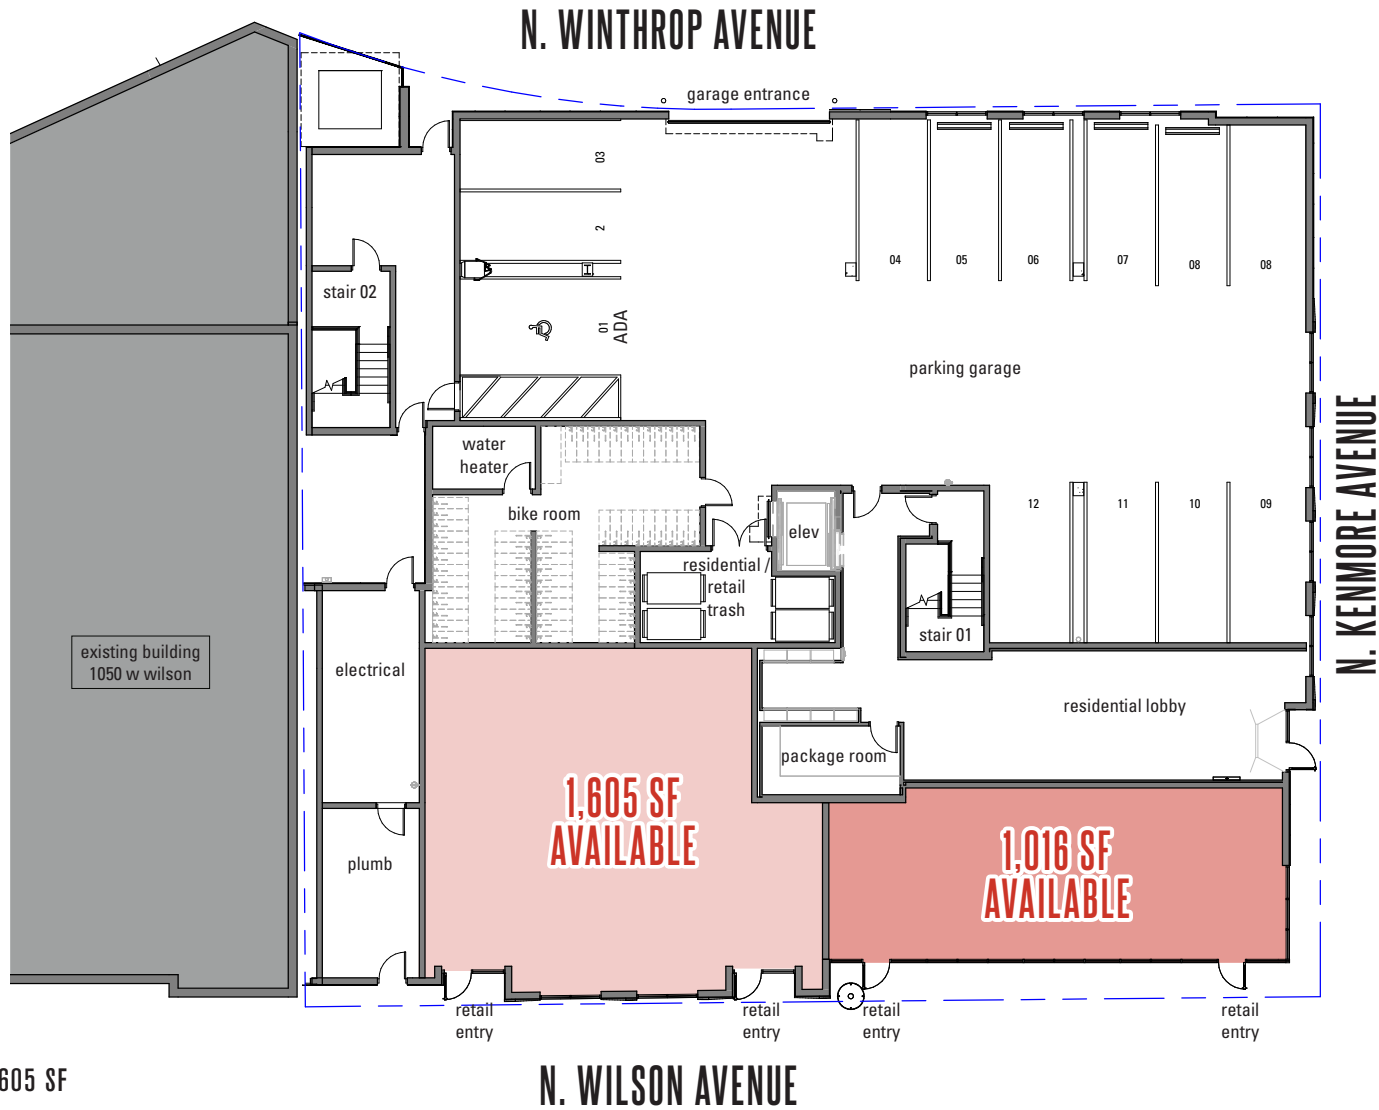 N. WINTHROP AVENUE
garage entrance
03
2
01
ADA
04
05
06
07
08
08
stair 02
parking garage
N. KENMORE AVENUE
water
heater
bike room
elev
12
11
10
09
residential /
retail
trash
stair 01
existing building
1050 w wilson
electrical
residential lobby
package room
1,605 SF
AVAILABLE
1,016 SF
AVAILABLE
plumb
retail
entry
retail
entry
retail
entry
retail
entry
605 SF
N. WILSON AVENUE